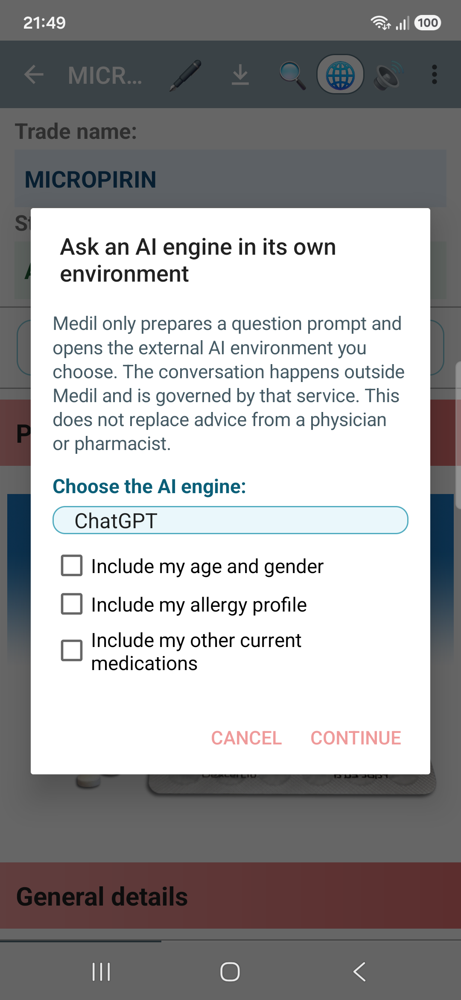 21:49
100
MICR...
Trade name:
MICROPIRIN
Ask an AI engine in its own
environment
Medil only prepares a question prompt and
opens the external AI environment you
choose. The conversation happens outside
Medil and is governed by that service. This
does not replace advice from a physician
or pharmacist.
Choose the AI engine:
ChatGPT
Include my age and gender
Include my allergy profile
Include my other current
medications
CANCEL CONTINUE
General details